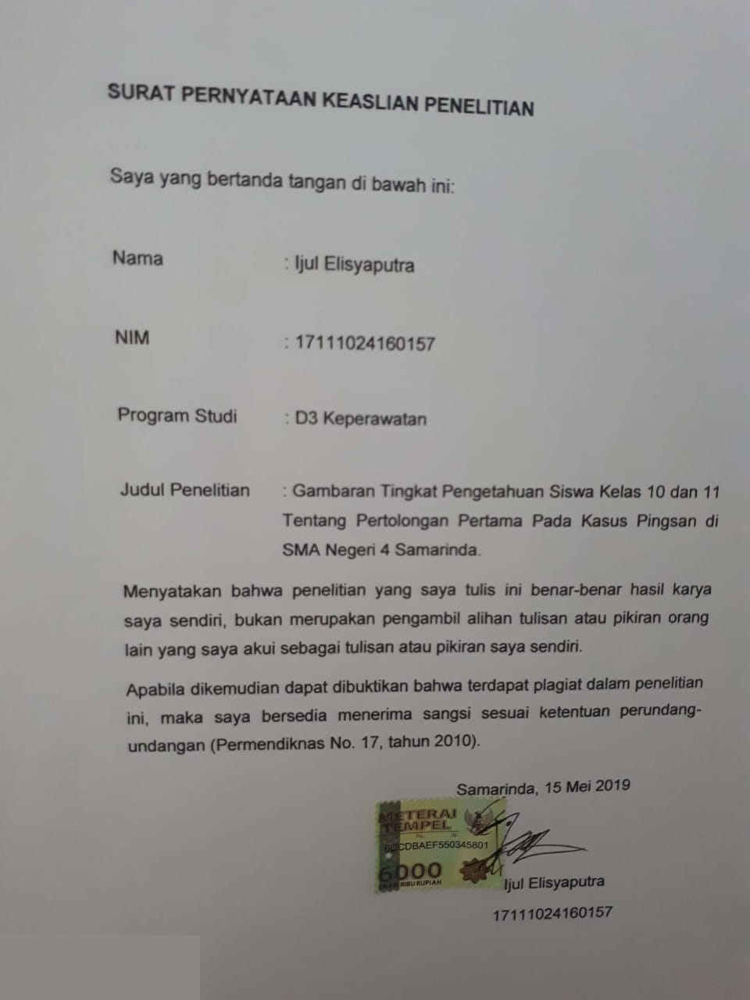 SURAT PERNYATAAN KEASLIAN PENELITIAN
Saya yang bertanda tangan di bawah ini:
Nama : Ijul Elisyaputra
NIM : 17111024160157
Program Studi : D3 Keperawatan
Judul Penelitian : Gambaran Tingkat Pengetahuan Siswa Kelas 10 dan 11
Tentang Pertolongan Pertama Pada Kasus Pingsan di
SMA Negeri 4 Samarinda.
Menyatakan bahwa penelitian yang saya tulis ini benar-benar hasil karya
saya sendiri, bukan merupakan pengambil alihan tulisan atau pikiran orang
lain yang saya akui sebagai tulisan atau pikiran saya sendiri.
Apabila dikemudian dapat dibuktikan bahwa terdapat plagiat dalam penelitian
ini, maka saya bersedia menerima sangsi sesuai ketentuan perundang-
undangan (Permendiknas No. 17, tahun 2010).
Samarinda, 15 Mei 2019
METERAI
TEMPEL
TGL. 20
6000
ENAM RIBU RUPIAH
Ijul Elisyaputra
17111024160157